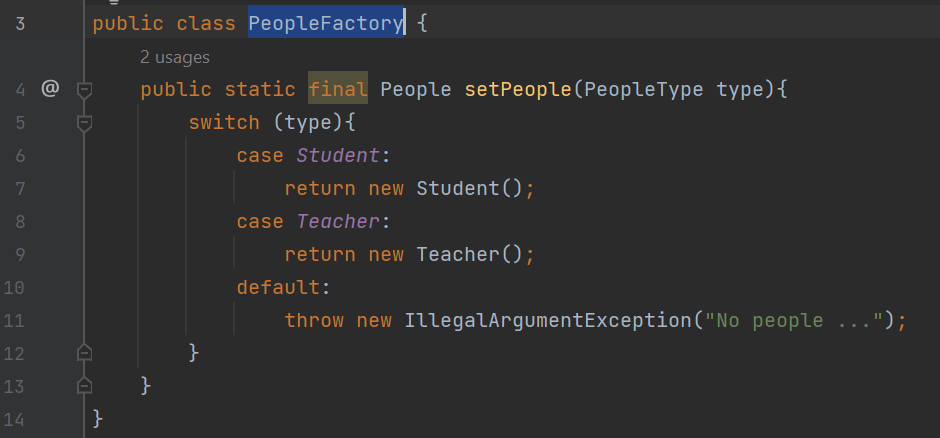 3 public class PeopleFactory {
2 usages
4 @ public static final People setPeople(PeopleType type){
5 switch (type){
6 case Student:
7 return new Student();
8 case Teacher:
9 return new Teacher();
10 default:
11 throw new IllegalArgumentException("No people ...");
12 }
13 }
14 }